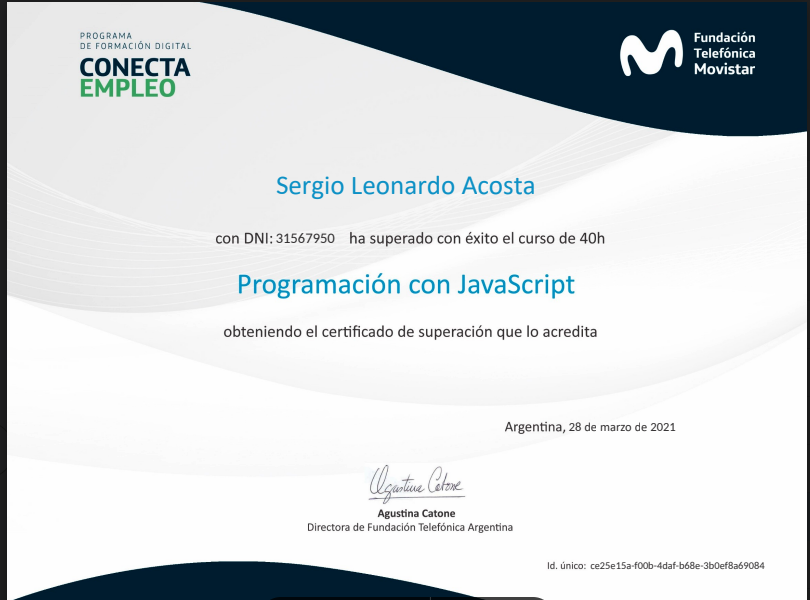 PROGRAMA
DE FORMACIÓN DIGITAL
CONECTA
EMPLEO
Fundación
Telefónica
Movistar
Sergio Leonardo Acosta
con DNI: 31567950 ha superado con éxito el curso de 40h
Programación con JavaScript
obteniendo el certificado de superación que lo acredita
Argentina, 28 de marzo de 2021
Agustina Catone
Agustina Catone
Directora de Fundación Telefónica Argentina
Id. único: ce25e15a-f00b-4daf-b68e-3b0ef8a69084